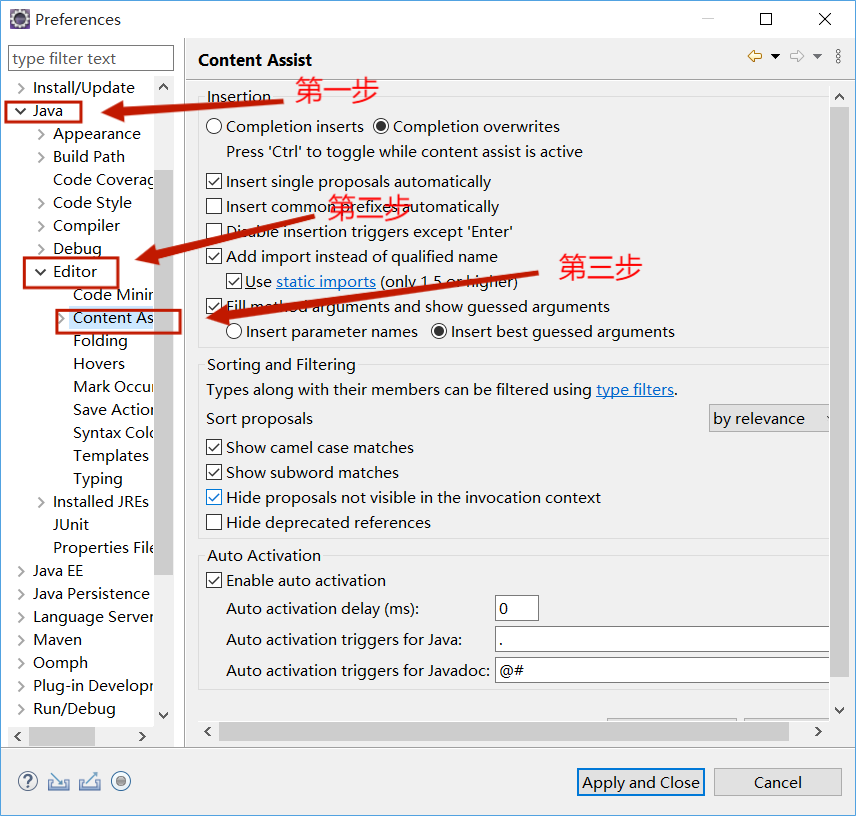 Preferences
type filter text
Content Assist
Install/Update
Java
Appearance
Build Path
Code Coverag
Code Style
Compiler
Debug
Editor
Code Minin
Content As
Folding
Hovers
Mark Occur
Save Action
Syntax Colo
Templates
Typing
Installed JREs
JUnit
Properties File
Java EE
Java Persistence
Language Server
Maven
Oomph
Plug-in Developm
Run/Debug
第一步
第二步
第三步
Insertion
Completion inserts Completion overwrites
Press 'Ctrl' to toggle while content assist is active
Insert single proposals automatically
Insert common prefixes automatically
Disable insertion triggers except 'Enter'
Add import instead of qualified name
Use static imports (only 1.5 or higher)
Fill method arguments and show guessed arguments
Insert parameter names Insert best guessed arguments
Sorting and Filtering
Types along with their members can be filtered using type filters.
Sort proposals by relevance
Show camel case matches
Show subword matches
Hide proposals not visible in the invocation context
Hide deprecated references
Auto Activation
Enable auto activation
Auto activation delay (ms): 0
Auto activation triggers for Java: .
Auto activation triggers for Javadoc: @#
Apply and Close Cancel